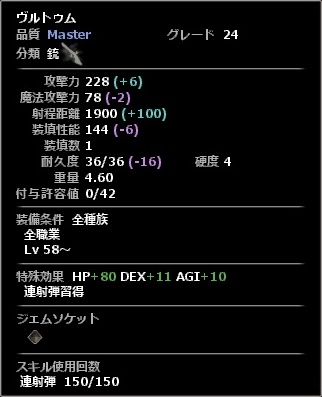 ヴルトゥム
品質 Master グレード 24
分類 銃
攻撃力 228 (+6)
魔法攻撃力 78 (-2)
射程距離 1900 (+100)
装填性能 144 (-6)
装填数 1
耐久度 36/36 (-16) 硬度 4
重量 4.60
付与許容値 0/42
装備条件 全種族
全職業
Lv 58～
特殊効果 HP+80 DEX+11 AGI+10
連射弾習得
ジェムソケット
スキル使用回数
連射弾 150/150